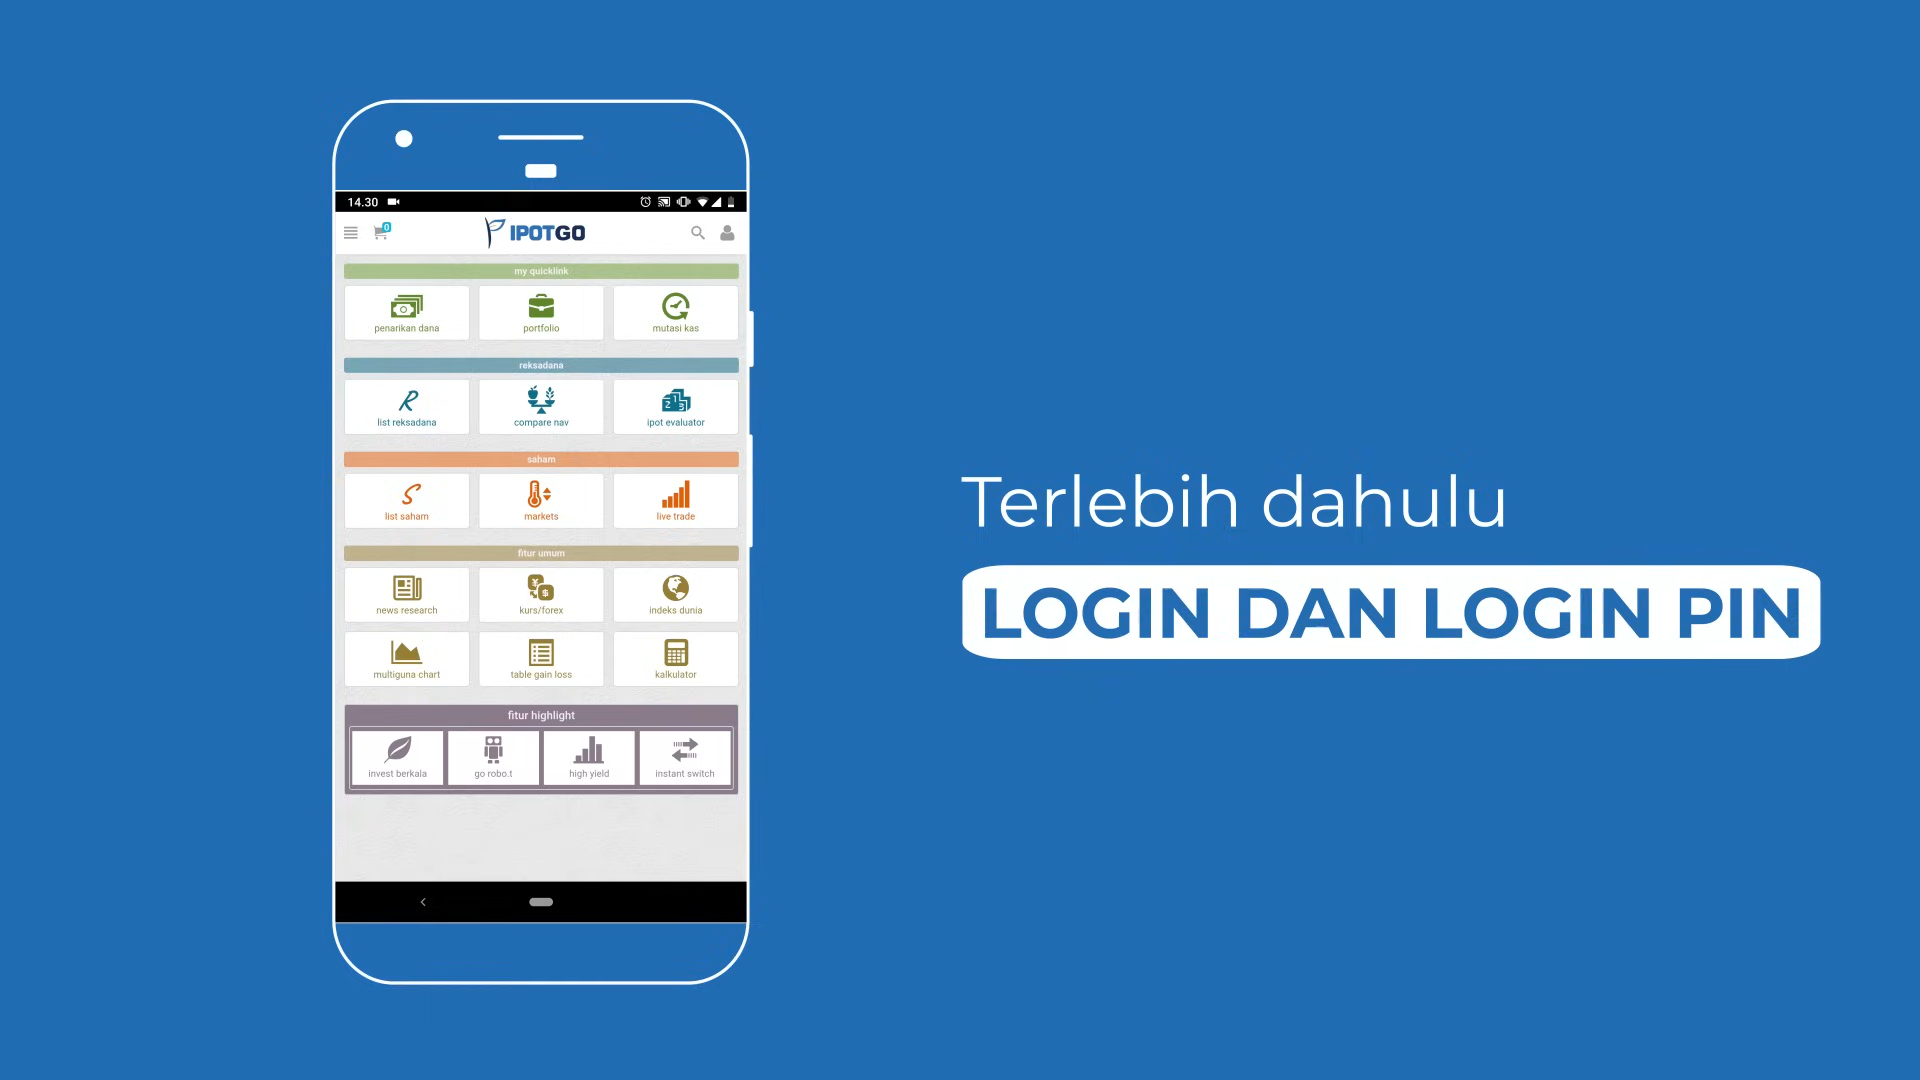 14.30
0
IPOTGO
my quicklink
penarikan dana
portfolio
mutasi kas
reksadana
list reksadana
compare nav
ipot evaluator
saham
list saham
markets
live trade
fitur umum
news research
kurs/forex
indeks dunia
multiguna chart
table gain loss
kalkulator
fitur highlight
invest berkala
go robo.t
high yield
instant switch
Terlebih dahulu
LOGIN DAN LOGIN PIN